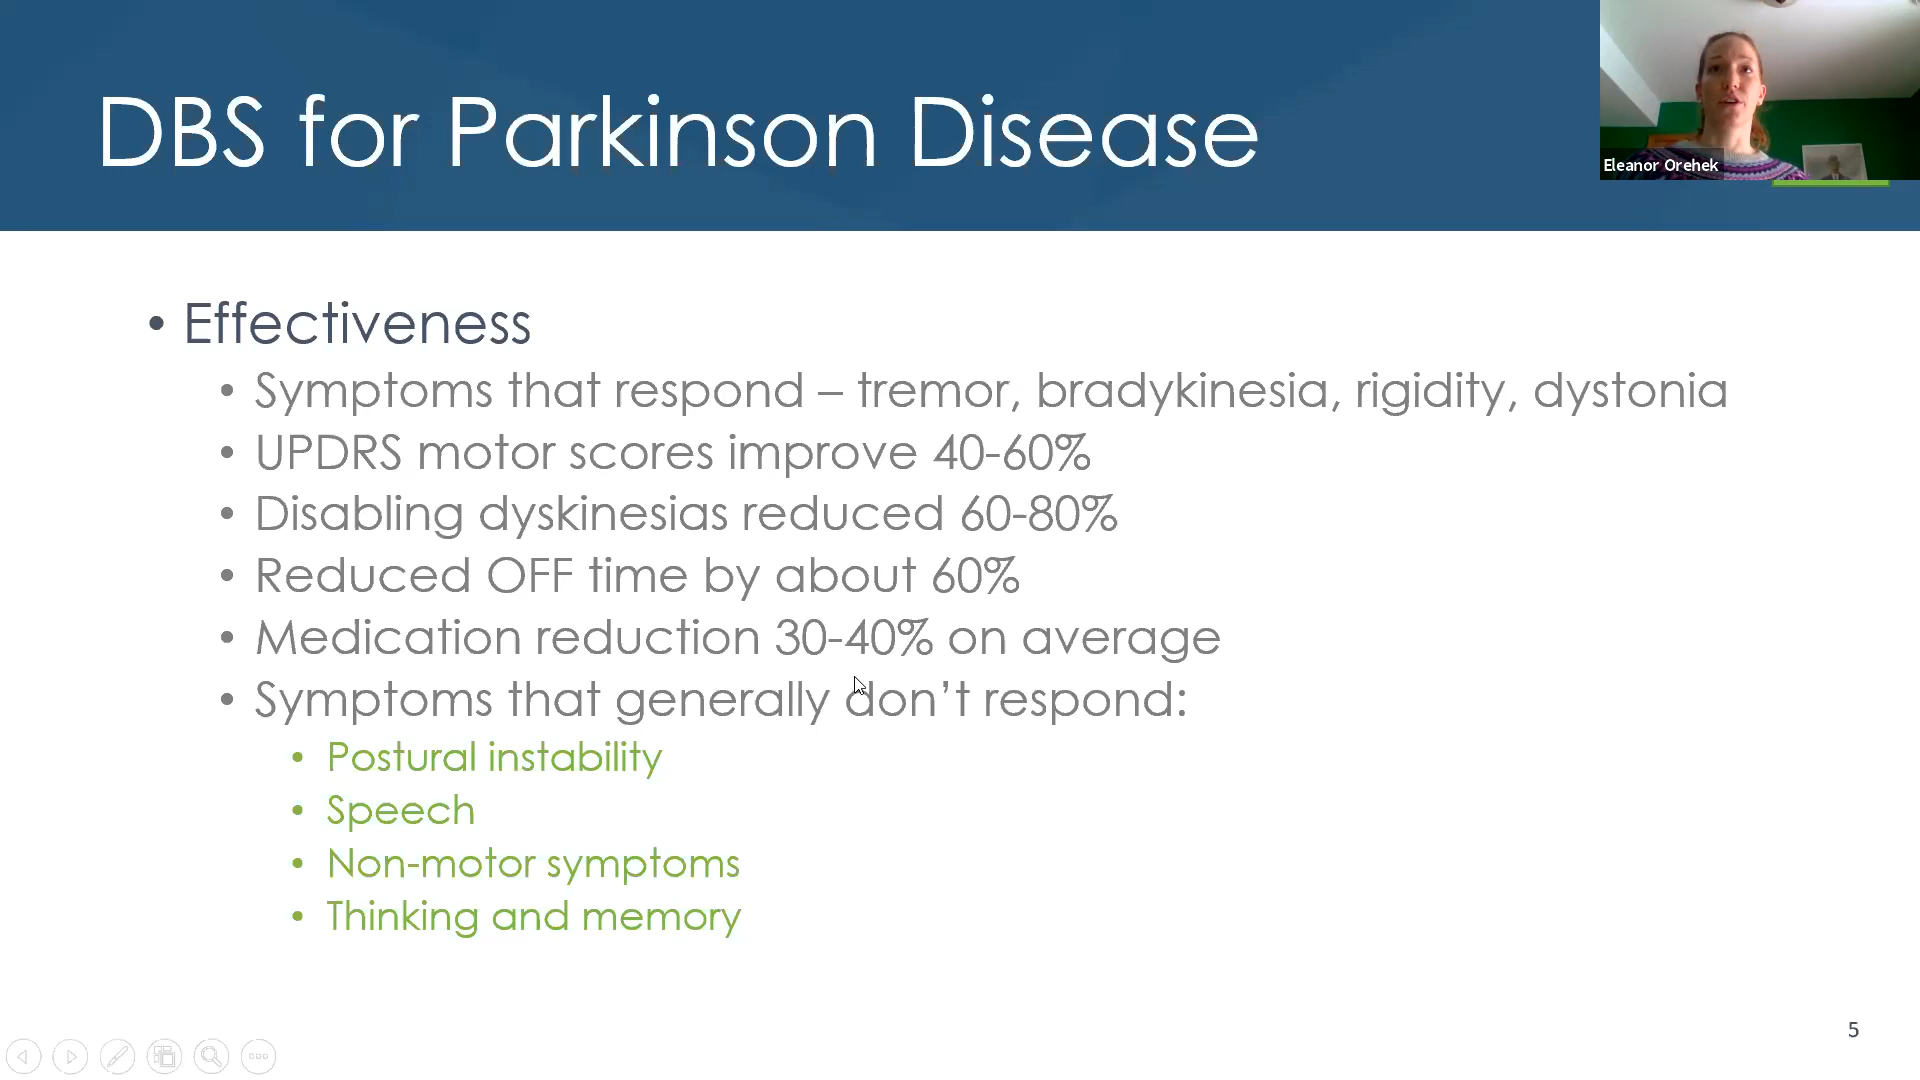 DBS for Parkinson Disease
Eleanor Orehek
• Effectiveness
• Symptoms that respond – tremor, bradykinesia, rigidity, dystonia
• UPDRS motor scores improve 40-60%
• Disabling dyskinesias reduced 60-80%
• Reduced OFF time by about 60%
• Medication reduction 30-40% on average
• Symptoms that generally don’t respond:
• Postural instability
• Speech
• Non-motor symptoms
• Thinking and memory
5